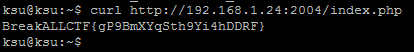 ksu@ksu:~$ curl http://192.168.1.24:2004/index.php
BreakALLCTF{gP9BmXYqSth9Yi4hDDRF}
ksu@ksu:~$